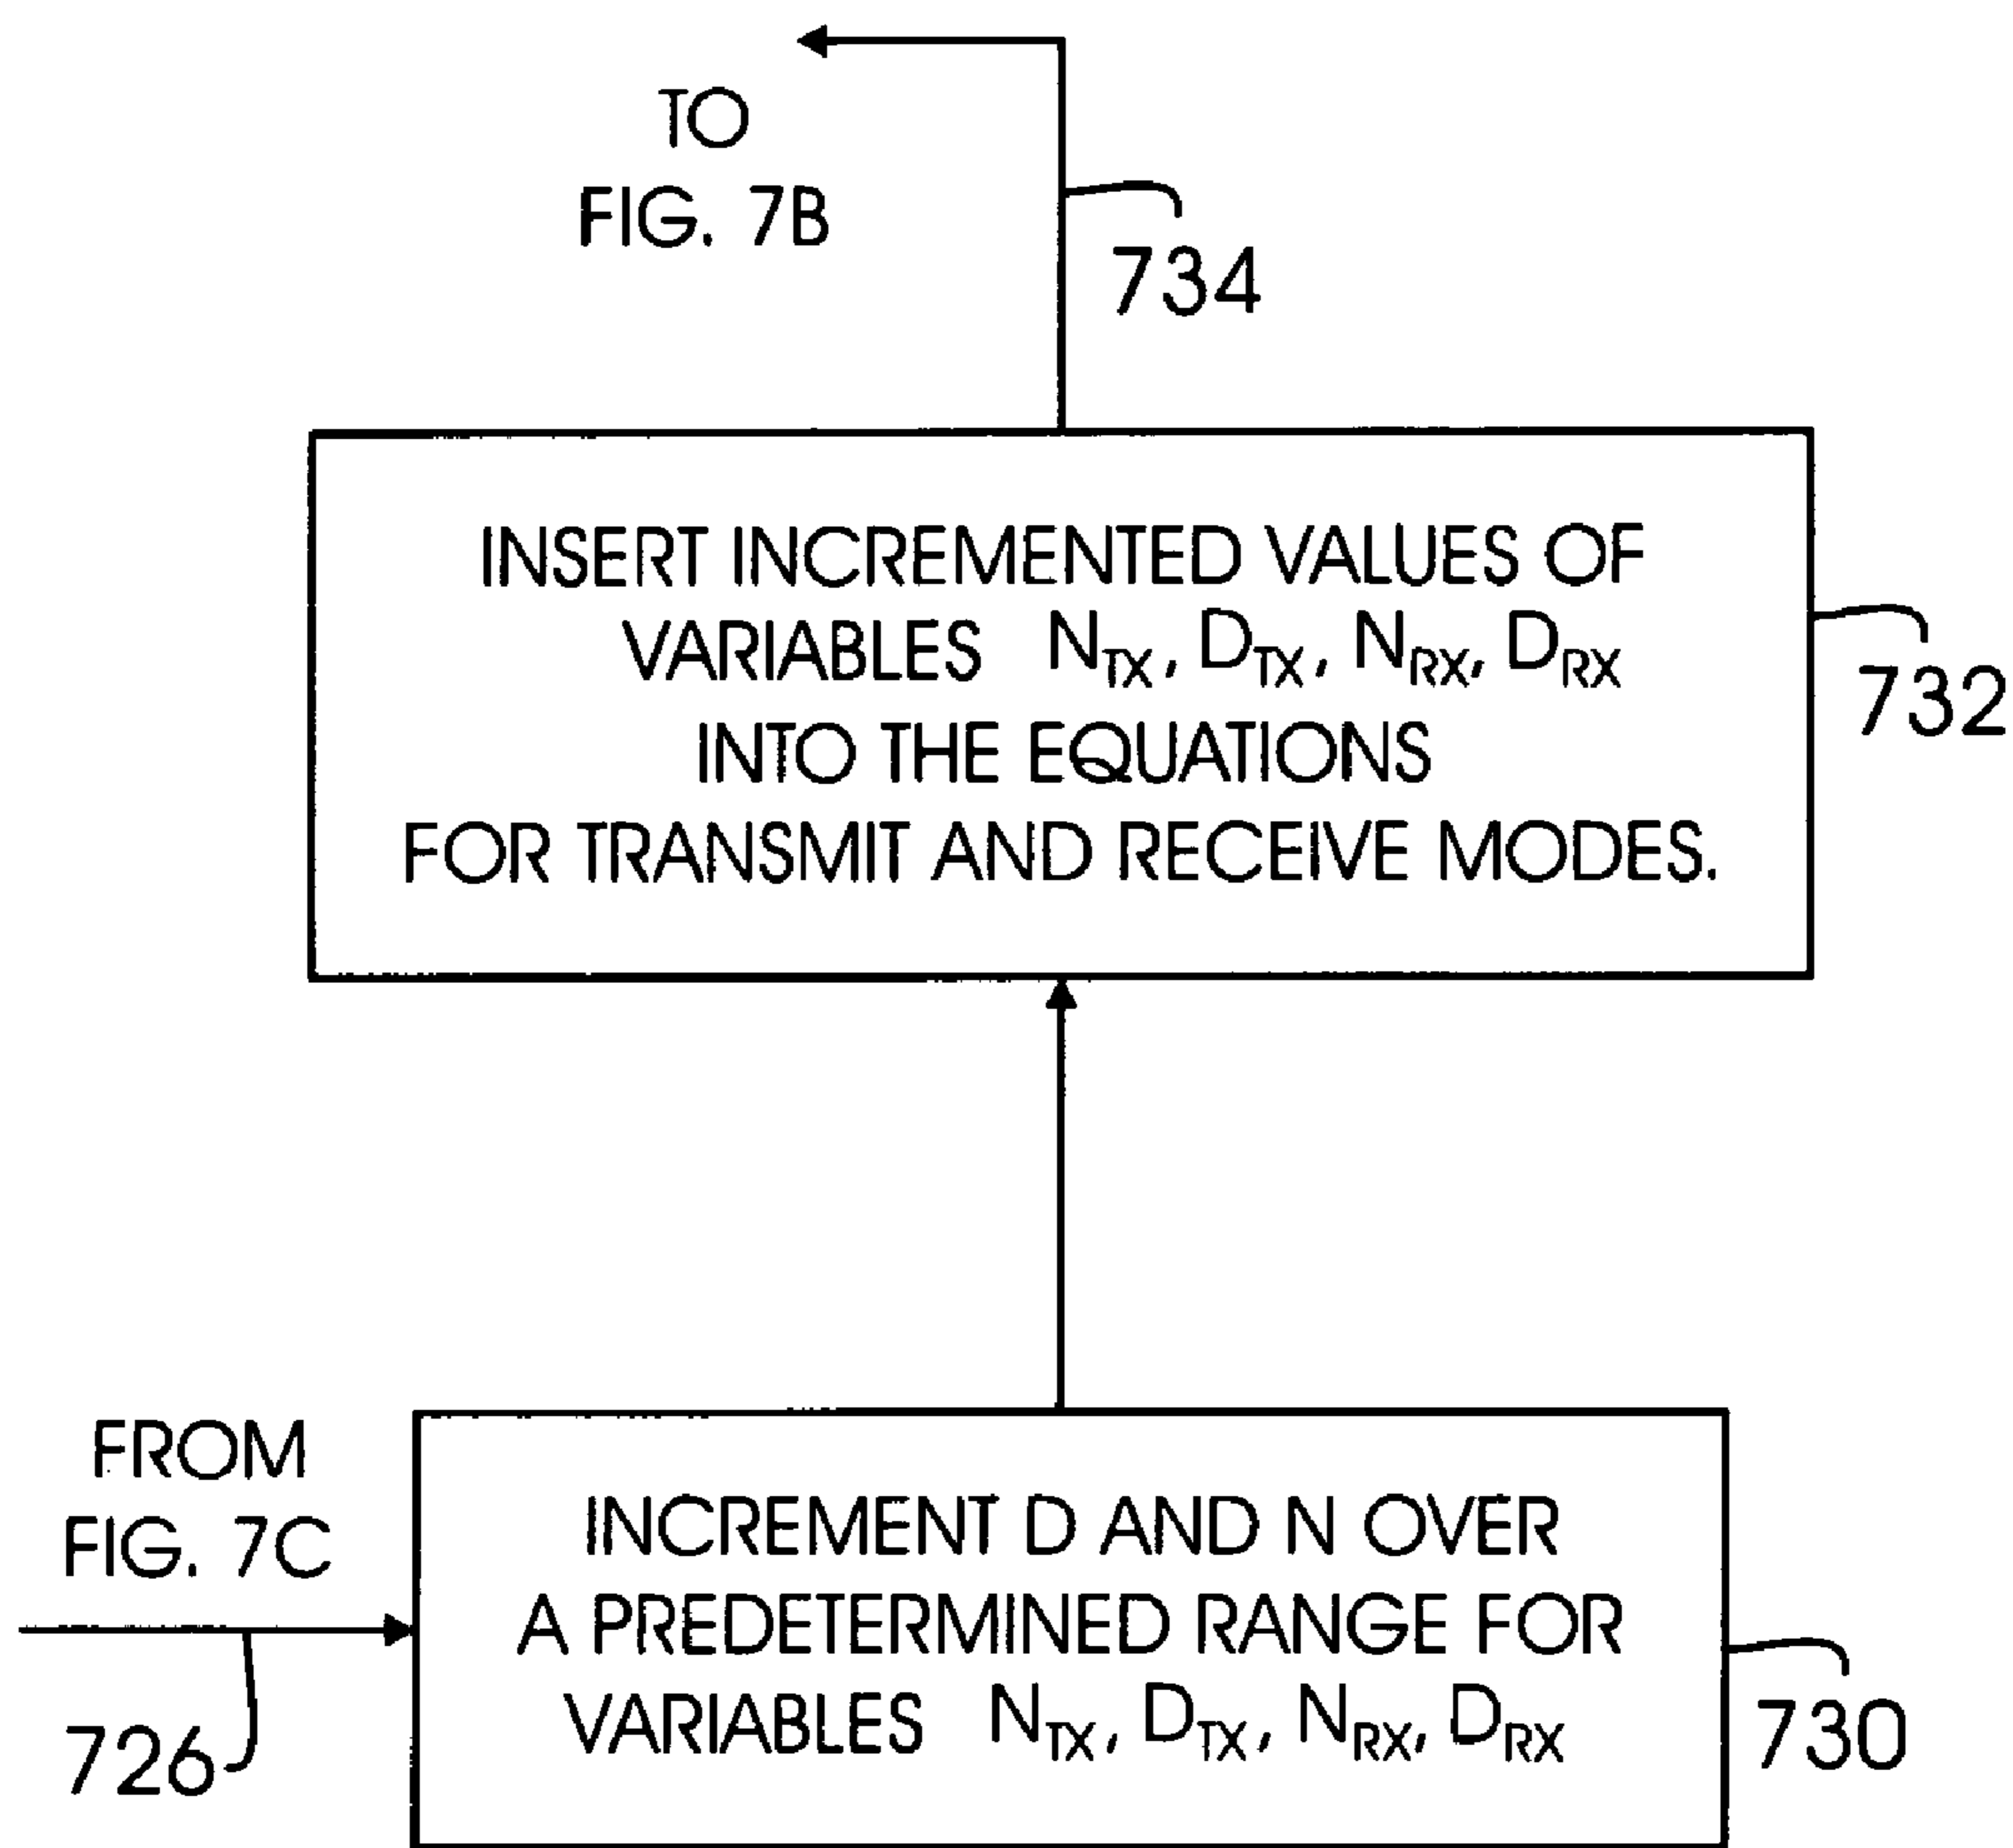 TO
FIG. 7B
734
INSERT INCREMENTED VALUES OF
VARIABLES N_TX, D_TX, N_RX, D_RX
INTO THE EQUATIONS
FOR TRANSMIT AND RECEIVE MODES.
732
FROM
FIG. 7C
726
INCREMENT D AND N OVER
A PREDETERMINED RANGE FOR
VARIABLES N_TX, D_TX, N_RX, D_RX
730